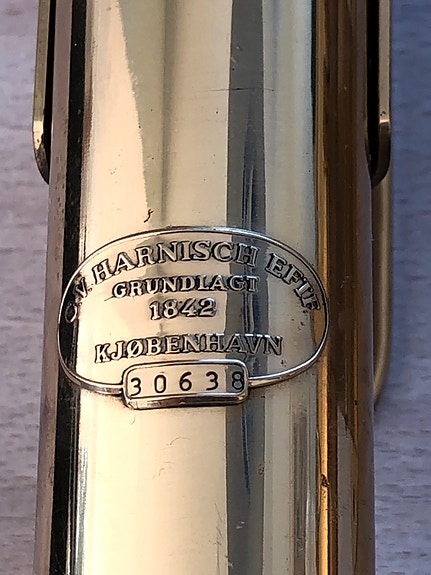 C.V. HARNISCH EFTF
GRUNDLAGT
1842
KJØBENHAVN
30638